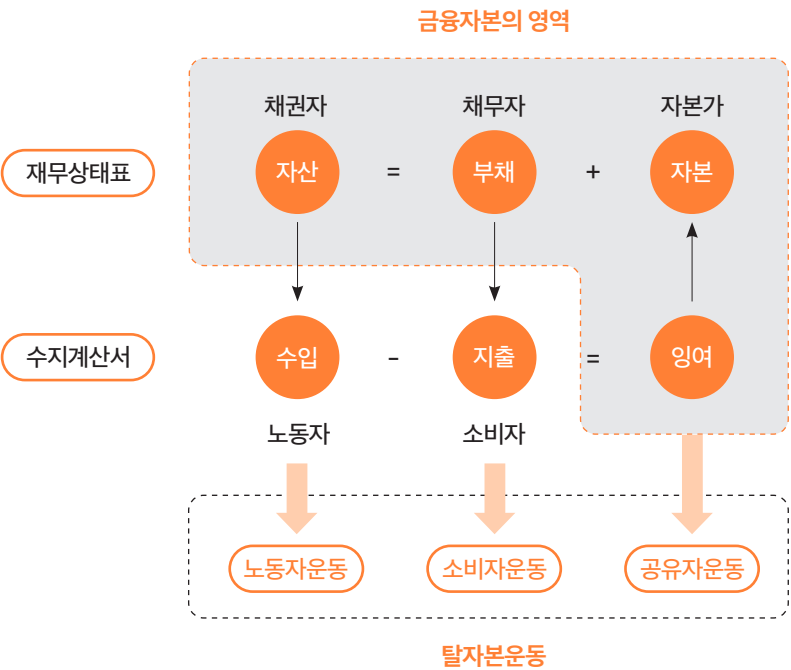 금융자본의 영역
채권자 채무자 자본가
재무상태표 자산 = 부채 + 자본
수지계산서 수입 - 지출 = 잉여
노동자 소비자
노동자운동 소비자운동 공유자운동
탈자본운동